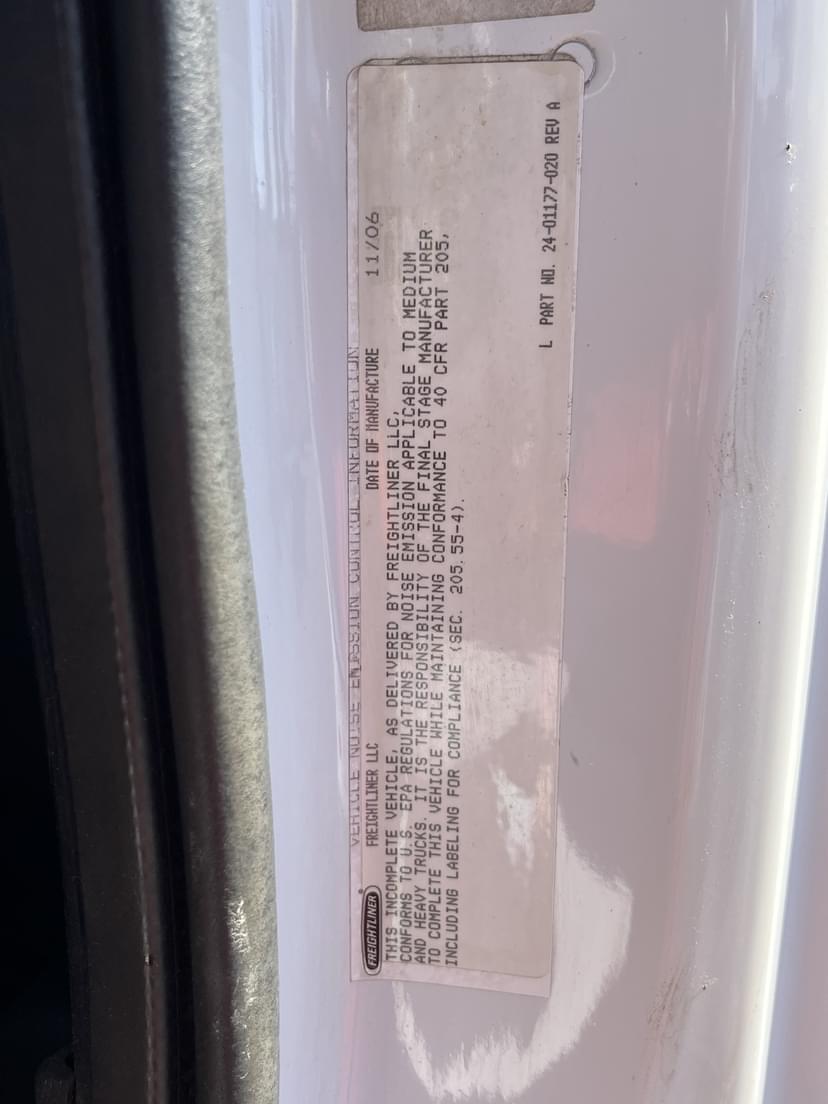 VEHICLE NOISE EMISSION CONTROL INFORMATION
FREIGHTLINER
FREIGHTLINER LLC DATE OF MANUFACTURE 11/06
THIS INCOMPLETE VEHICLE, AS DELIVERED BY FREIGHTLINER LLC,
CONFORMS TO U.S. EPA REGULATIONS FOR NOISE EMISSION APPLICABLE TO MEDIUM
AND HEAVY TRUCKS. IT IS THE RESPONSIBILITY OF THE FINAL STAGE MANUFACTURER
TO COMPLETE THIS VEHICLE WHILE MAINTAINING CONFORMANCE TO 40 CFR PART 205,
INCLUDING LABELING FOR COMPLIANCE (SEC. 205.55-4).
L PART NO. 24-01177-020 REV A